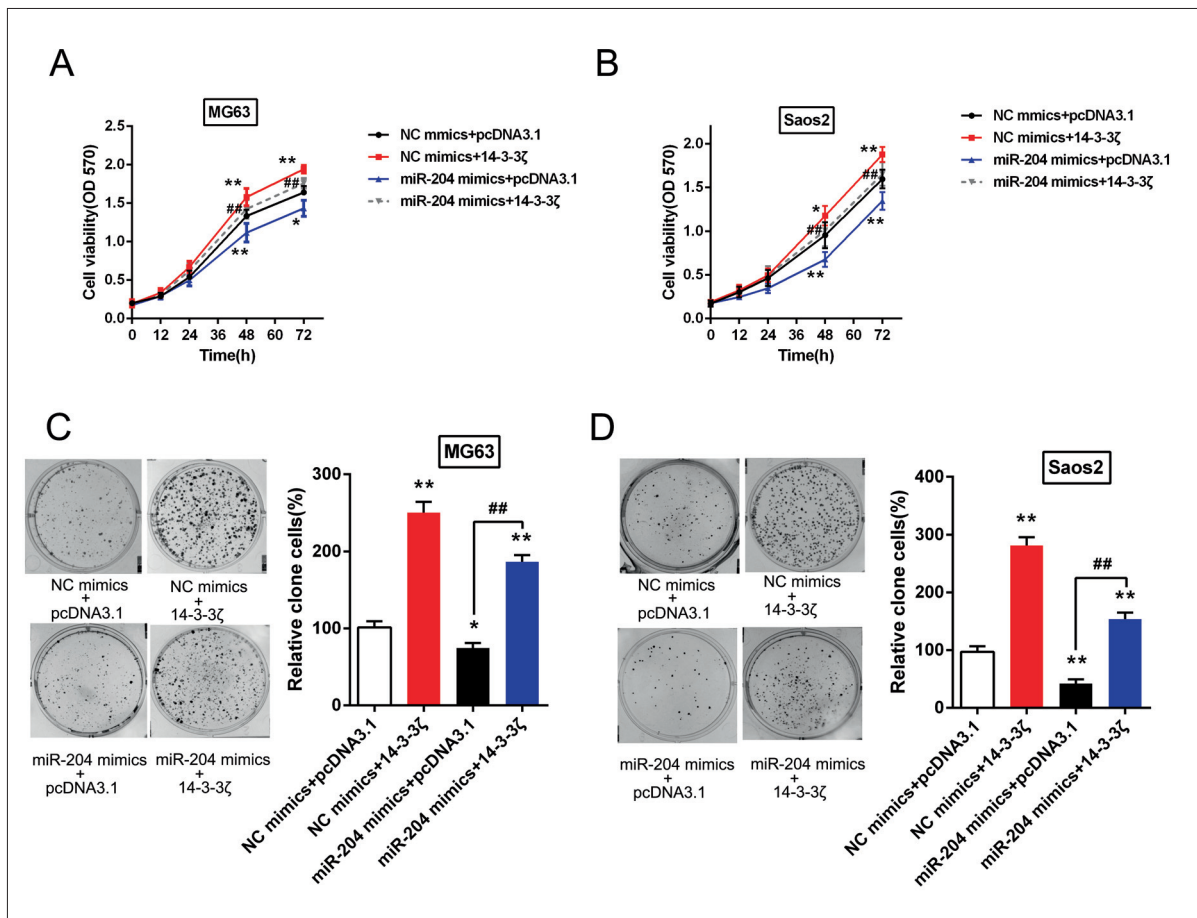 A
MG63
2.5
2.0
1.5
1.0
0.5
0.0
Cell viability(OD 570)
0 12 24 36 48 60 72
Time(h)
**
##
**
**
##
*
NC mmics+pcDNA3.1
NC mimics+14-3-3ζ
miR-204 mimics+pcDNA3.1
miR-204 mimics+14-3-3ζ
B
Saos2
2.0
1.5
1.0
0.5
0.0
Cell viability(OD 570)
0 12 24 36 48 60 72
Time(h)
*
##
**
**
##
**
NC mimics+pcDNA3.1
NC mimics+14-3-3ζ
miR-204 mimics+pcDNA3.1
miR-204 mimics+14-3-3ζ
C
NC mimics
+
pcDNA3.1
NC mimics
+
14-3-3ζ
miR-204 mimics
+
pcDNA3.1
miR-204 mimics
+
14-3-3ζ
MG63
300
250
200
100
50
0
Relative clone cells(%)
**
*
##
**
NC mimics+pcDNA3.1
NC mimics+14-3-3ζ
miR-204 mimics+pcDNA3.1
miR-204 mimics+14-3-3ζ
D
NC mimics
+
pcDNA3.1
NC mimics
+
14-3-3ζ
miR-204 mimics
+
pcDNA3.1
miR-204 mimics
+
14-3-3ζ
Saos2
400
300
150
100
50
0
Relative clone cells(%)
**
**
##
**
NC mimics+pcDNA3.1
NC mimics+14-3-3ζ
miR-204 mimics+pcDNA3.1
miR-204 mimics+14-3-3ζ